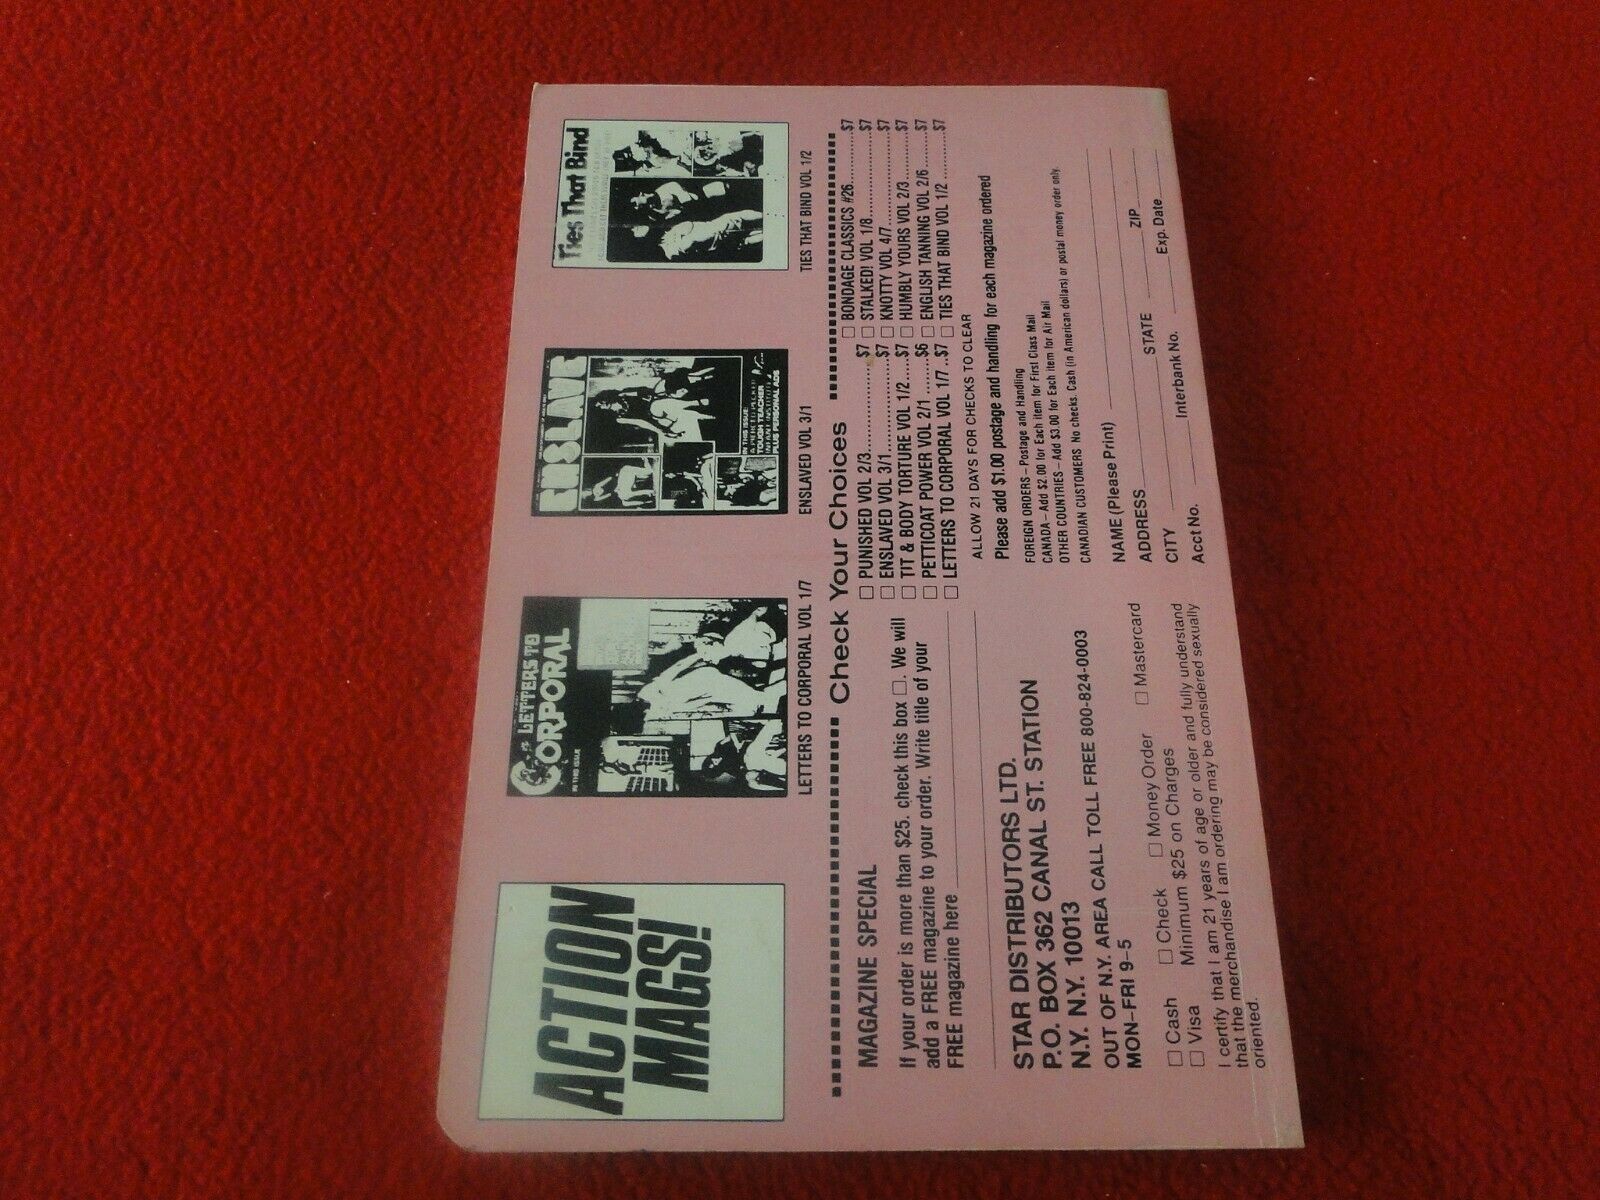 ACTION
MAGS!
LETTERS TO
CORPORAL
IN THIS ISSUE
LETTERS TO CORPORAL VOL 1/7
ENSLAVE
IN THIS ISSUE:
TOUGH TEACHER
PLUS PERSONAL ADS
ENSLAVED VOL 3/1
Ties That Bind
TIES THAT BIND VOL 1/2
Check Your Choices
MAGAZINE SPECIAL
If your order is more than $25. check this box □. We will
add a FREE magazine to your order. Write title of your
FREE magazine here
STAR DISTRIBUTORS LTD.
P.O. BOX 362 CANAL ST. STATION
N.Y. N.Y. 10013
OUT OF N.Y. AREA CALL TOLL FREE 800-824-0003
MON–FRI 9–5
□ Cash □ Check □ Money Order □ Mastercard
□ Visa Minimum $25 on Charges
I certify that I am 21 years of age or older and fully understand
that the merchandise I am ordering may be considered sexually
oriented.
□ PUNISHED VOL 2/3....................$7
□ ENSLAVED VOL 3/1....................$7
□ TIT & BODY TORTURE VOL 1/2.....$7
□ PETTICOAT POWER VOL 2/1........$6
□ LETTERS TO CORPORAL VOL 1/7..$7
□ BONDAGE CLASSICS #26..........$7
□ STALKED! VOL 1/8....................$7
□ KNOTTY VOL 4/7......................$7
□ HUMBLY YOURS VOL 2/3...........$7
□ ENGLISH TANNING VOL 2/6.......$7
□ TIES THAT BIND VOL 1/2..........$7
ALLOW 21 DAYS FOR CHECKS TO CLEAR
Please add $1.00 postage and handling for each magazine ordered
FOREIGN ORDERS – Postage and Handling
CANADA – Add $2.00 for Each item for First Class Mail
OTHER COUNTRIES – Add $3.00 for Each Item for Air Mail
CANADIAN CUSTOMERS No checks. Cash (in American dollars) or postal money order only.
NAME (Please Print)
ADDRESS
CITY STATE ZIP
Acct No. Interbank No. Exp. Date